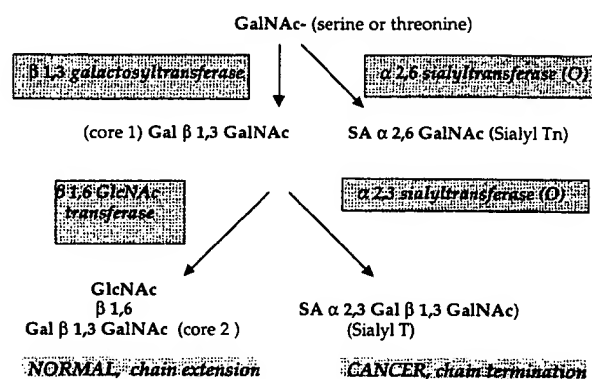 GalNAc- (serine or threonine)
β 1,3 galactosyltransferase
α 2,6 sialyltransferase (O)
(core 1) Gal β 1,3 GalNAc
SA α 2,6 GalNAc (Sialyl Tn)
β 1,6 GlcNAc
transferase
α 2,3 sialyltransferase (O)
GlcNAc
β 1,6
Gal β 1,3 GalNAc (core 2 )
SA α 2,3 Gal β 1,3 GalNAc)
(Sialyl T)
NORMAL, chain extension
CANCER, chain termination